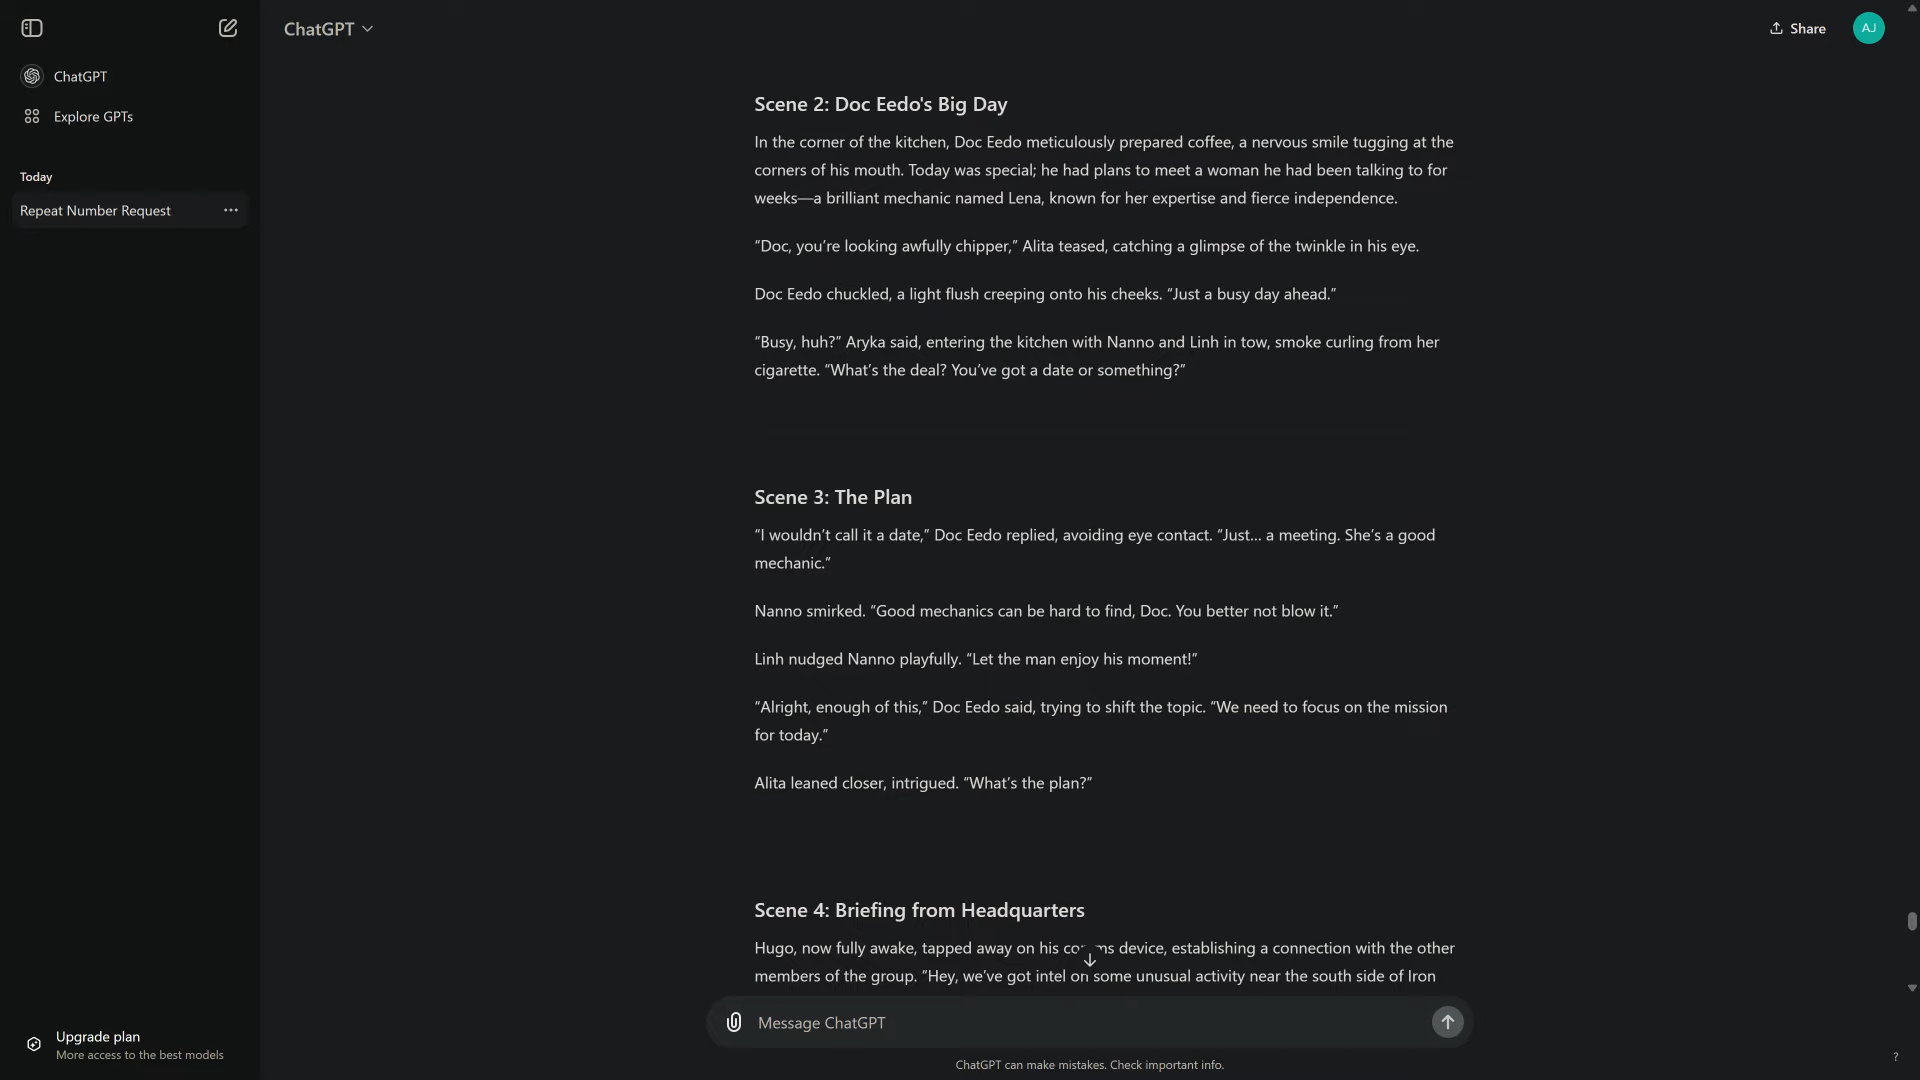 ChatGPT
Share
AJ
ChatGPT
Explore GPTs
Today
Repeat Number Request
Scene 2: Doc Eedo's Big Day
In the corner of the kitchen, Doc Eedo meticulously prepared coffee, a nervous smile tugging at the
corners of his mouth. Today was special; he had plans to meet a woman he had been talking to for
weeks—a brilliant mechanic named Lena, known for her expertise and fierce independence.
“Doc, you’re looking awfully chipper,” Alita teased, catching a glimpse of the twinkle in his eye.
Doc Eedo chuckled, a light flush creeping onto his cheeks. “Just a busy day ahead.”
“Busy, huh?” Aryka said, entering the kitchen with Nanno and Linh in tow, smoke curling from her
cigarette. “What’s the deal? You’ve got a date or something?”
Scene 3: The Plan
“I wouldn’t call it a date,” Doc Eedo replied, avoiding eye contact. “Just... a meeting. She’s a good
mechanic.”
Nanno smirked. “Good mechanics can be hard to find, Doc. You better not blow it.”
Linh nudged Nanno playfully. “Let the man enjoy his moment!”
“Alright, enough of this,” Doc Eedo said, trying to shift the topic. “We need to focus on the mission
for today.”
Alita leaned closer, intrigued. “What’s the plan?”
Scene 4: Briefing from Headquarters
Hugo, now fully awake, tapped away on his device, establishing a connection with the other
members of the group. “Hey, we’ve got intel on some unusual activity near the south side of Iron
Message ChatGPT
ChatGPT can make mistakes. Check important info.
Upgrade plan
More access to the best models
?